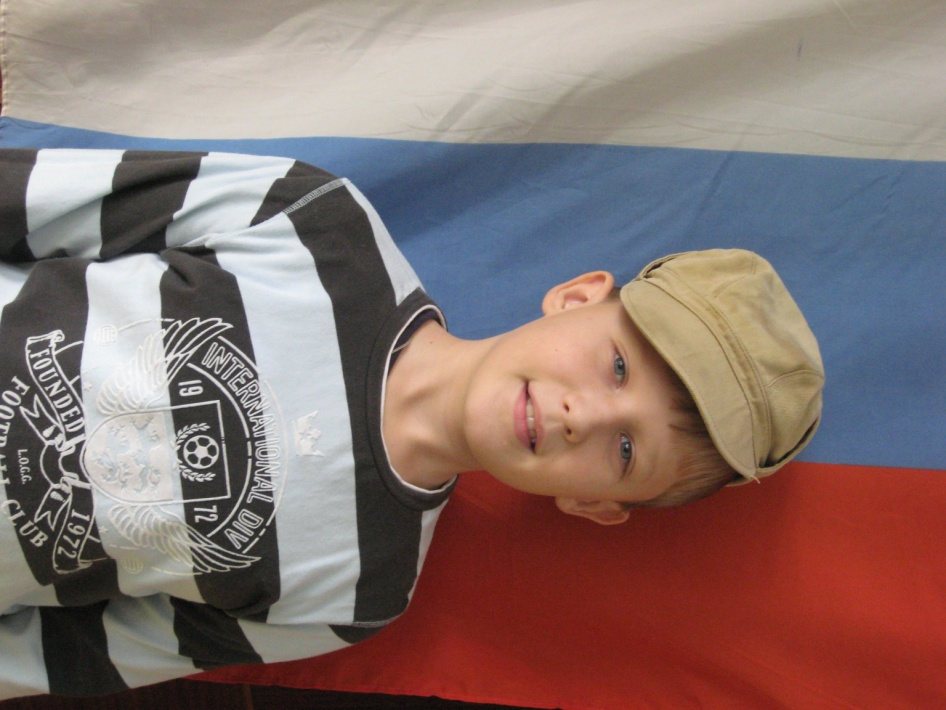 INTERNATIONAL DIV
19 72
FOUNDED 1972
L.O.G.G.
FOOTBALL CLUB